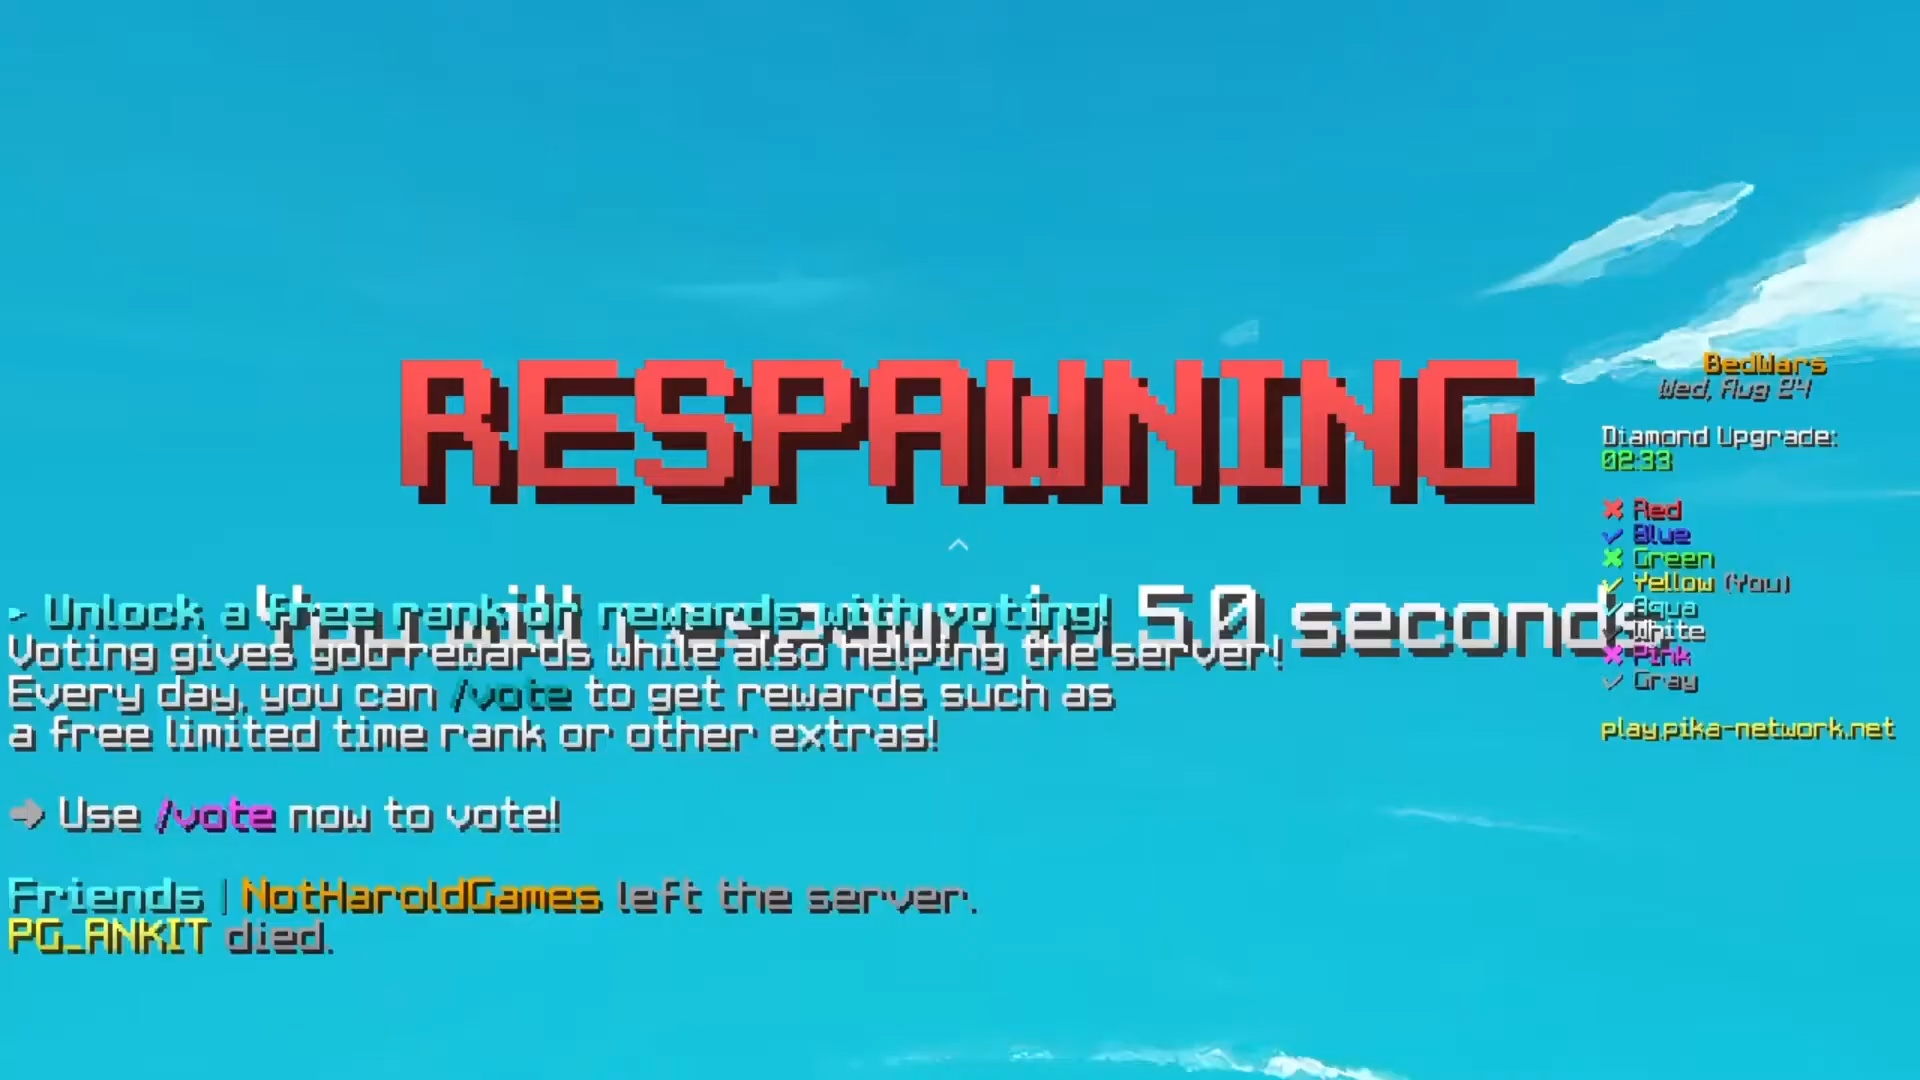 RESPAWNING
You will respawn in 5.0 seconds
▸ Unlock a free rank or rewards with voting!
Voting gives you rewards while also helping the server!
Every day, you can /vote to get rewards such as
a free limited time rank or other extras!
➡ Use /vote now to vote!
Friends | NotHaroldGames left the server.
PG_ANKIT died.
BedWars
Wed, Aug 24
Diamond Upgrade:
02:33
✖ Red
✓ Blue
✖ Green
✓ Yellow (You)
✓ Aqua
✓ White
✖ Pink
✓ Gray
play.pika-network.net